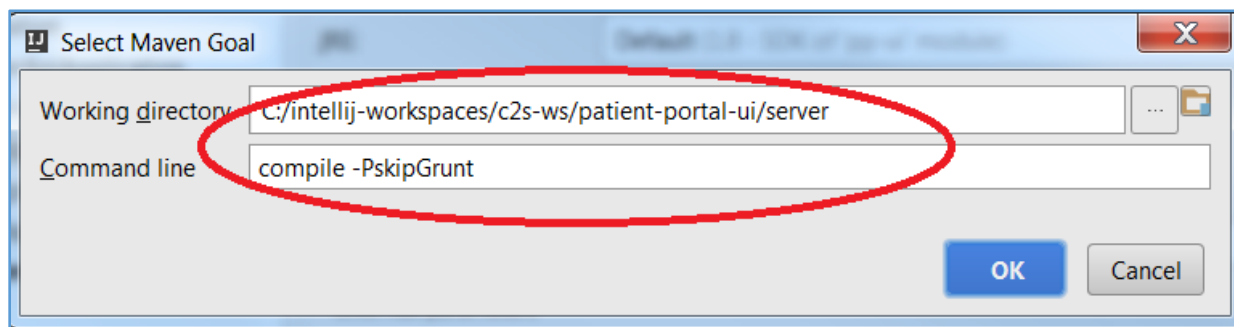 Select Maven Goal
Working directory C:/intellij-workspaces/c2s-ws/patient-portal-ui/server ...
Command line compile -PskipGrunt
OK Cancel